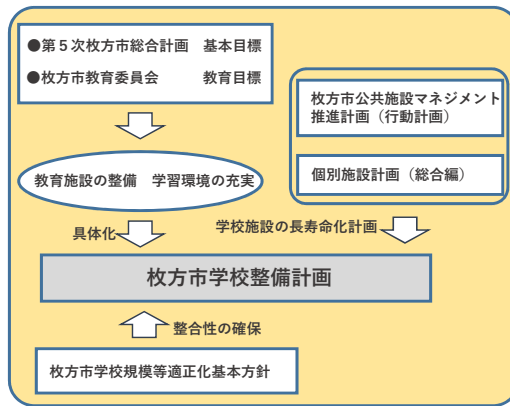 ●第５次枚方市総合計画　基本目標
●枚方市教育委員会　　　教育目標
枚方市公共施設マネジメント
推進計画（行動計画）
個別施設計画（総合編）
教育施設の整備　学習環境の充実
具体化
学校施設の長寿命化計画
枚方市学校整備計画
整合性の確保
枚方市学校規模等適正化基本方針